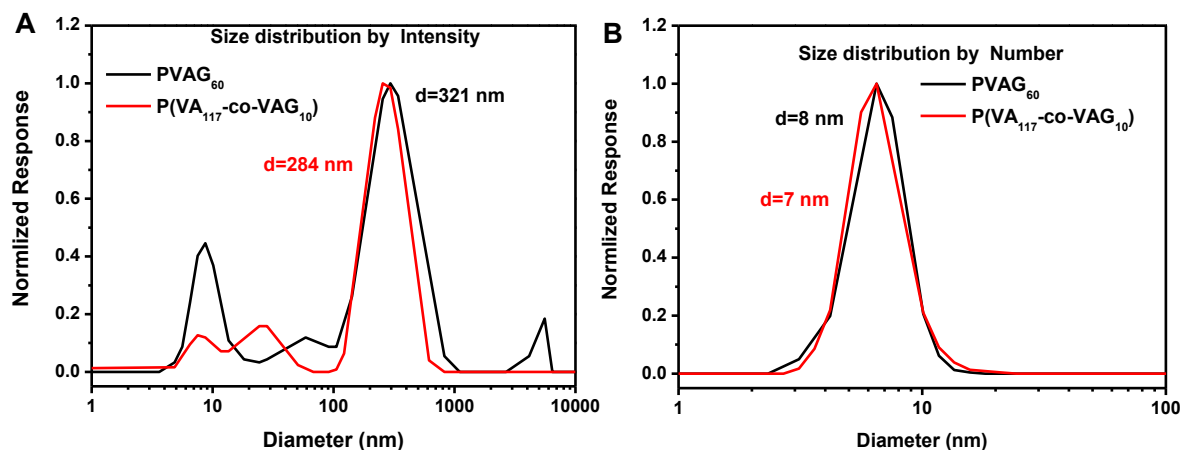 A
Size distribution by Intensity
PVAG60
P(VA117-co-VAG10)
d=321 nm
d=284 nm
Normlized Response
1.2
1.0
0.8
0.6
0.4
0.2
0.0
1 10 100 1000 10000
Diameter (nm)
B
Size distribution by Number
PVAG60
P(VA117-co-VAG10)
d=8 nm
d=7 nm
Normlized Response
1.2
1.0
0.8
0.6
0.4
0.2
0.0
1 10 100
Diameter (nm)